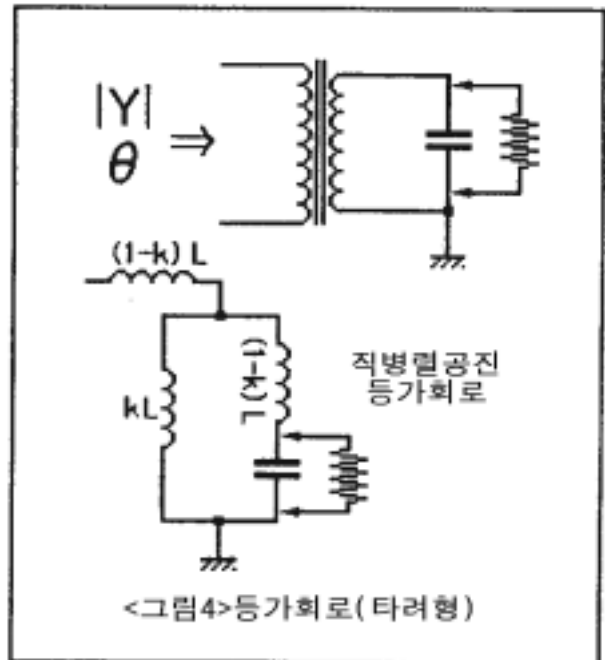 |Y|
θ ⇒
(1-k) L
kL
(1-k) L
직병렬공진
등가회로
<그림4>등가회로(타려형)